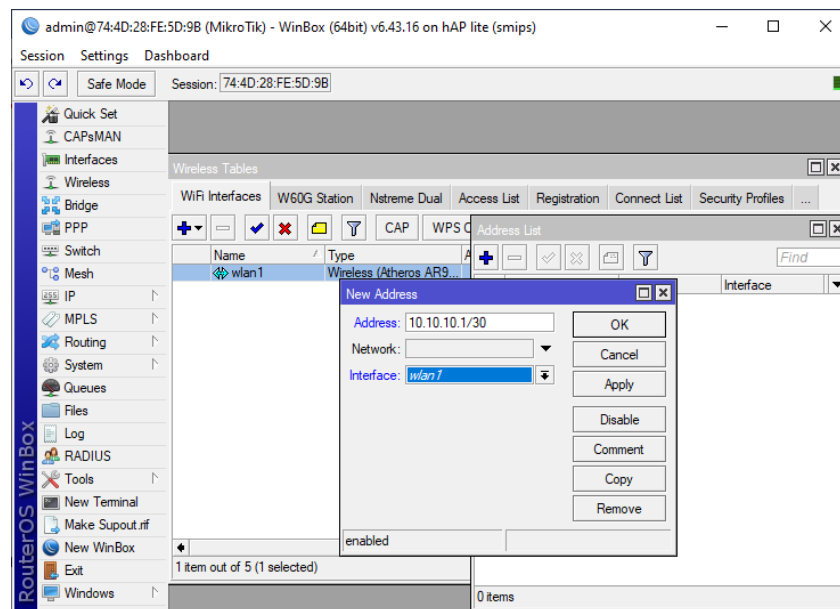 admin@74:4D:28:FE:5D:9B (MikroTik) - WinBox (64bit) v6.43.16 on hAP lite (smips)
Session Settings Dashboard
Safe Mode Session: 74:4D:28:FE:5D:9B
Quick Set
CAPsMAN
Interfaces
Wireless
Bridge
PPP
Switch
Mesh
IP
MPLS
Routing
System
Queues
Files
Log
RADIUS
Tools
New Terminal
Make Supout.rif
New WinBox
Exit
Windows
RouterOS WinBox
Wireless Tables
WiFi Interfaces W60G Station Nstreme Dual Access List Registration Connect List Security Profiles ...
CAP WPS C
Name / Type A
wlan1 Wireless (Atheros AR9...
1 item out of 5 (1 selected)
Address List
Find
Interface
0 items
New Address
Address: 10.10.10.1/30
Network:
Interface: wlan1
OK
Cancel
Apply
Disable
Comment
Copy
Remove
enabled